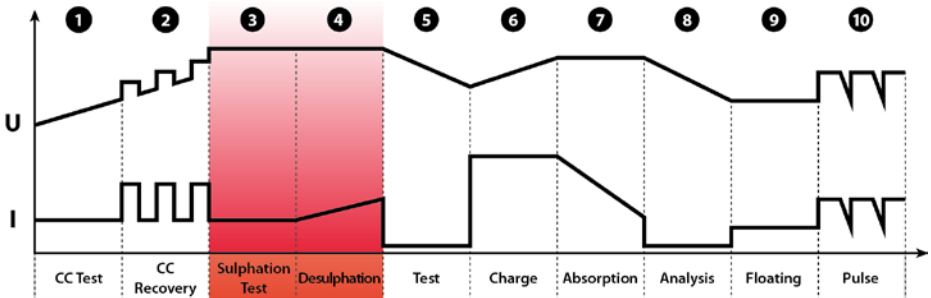 1 2 3 4 5 6 7 8 9 10
U
I
CC Test
CC
Recovery
Sulphation
Test
Desulphation
Test
Charge
Absorption
Analysis
Floating
Pulse